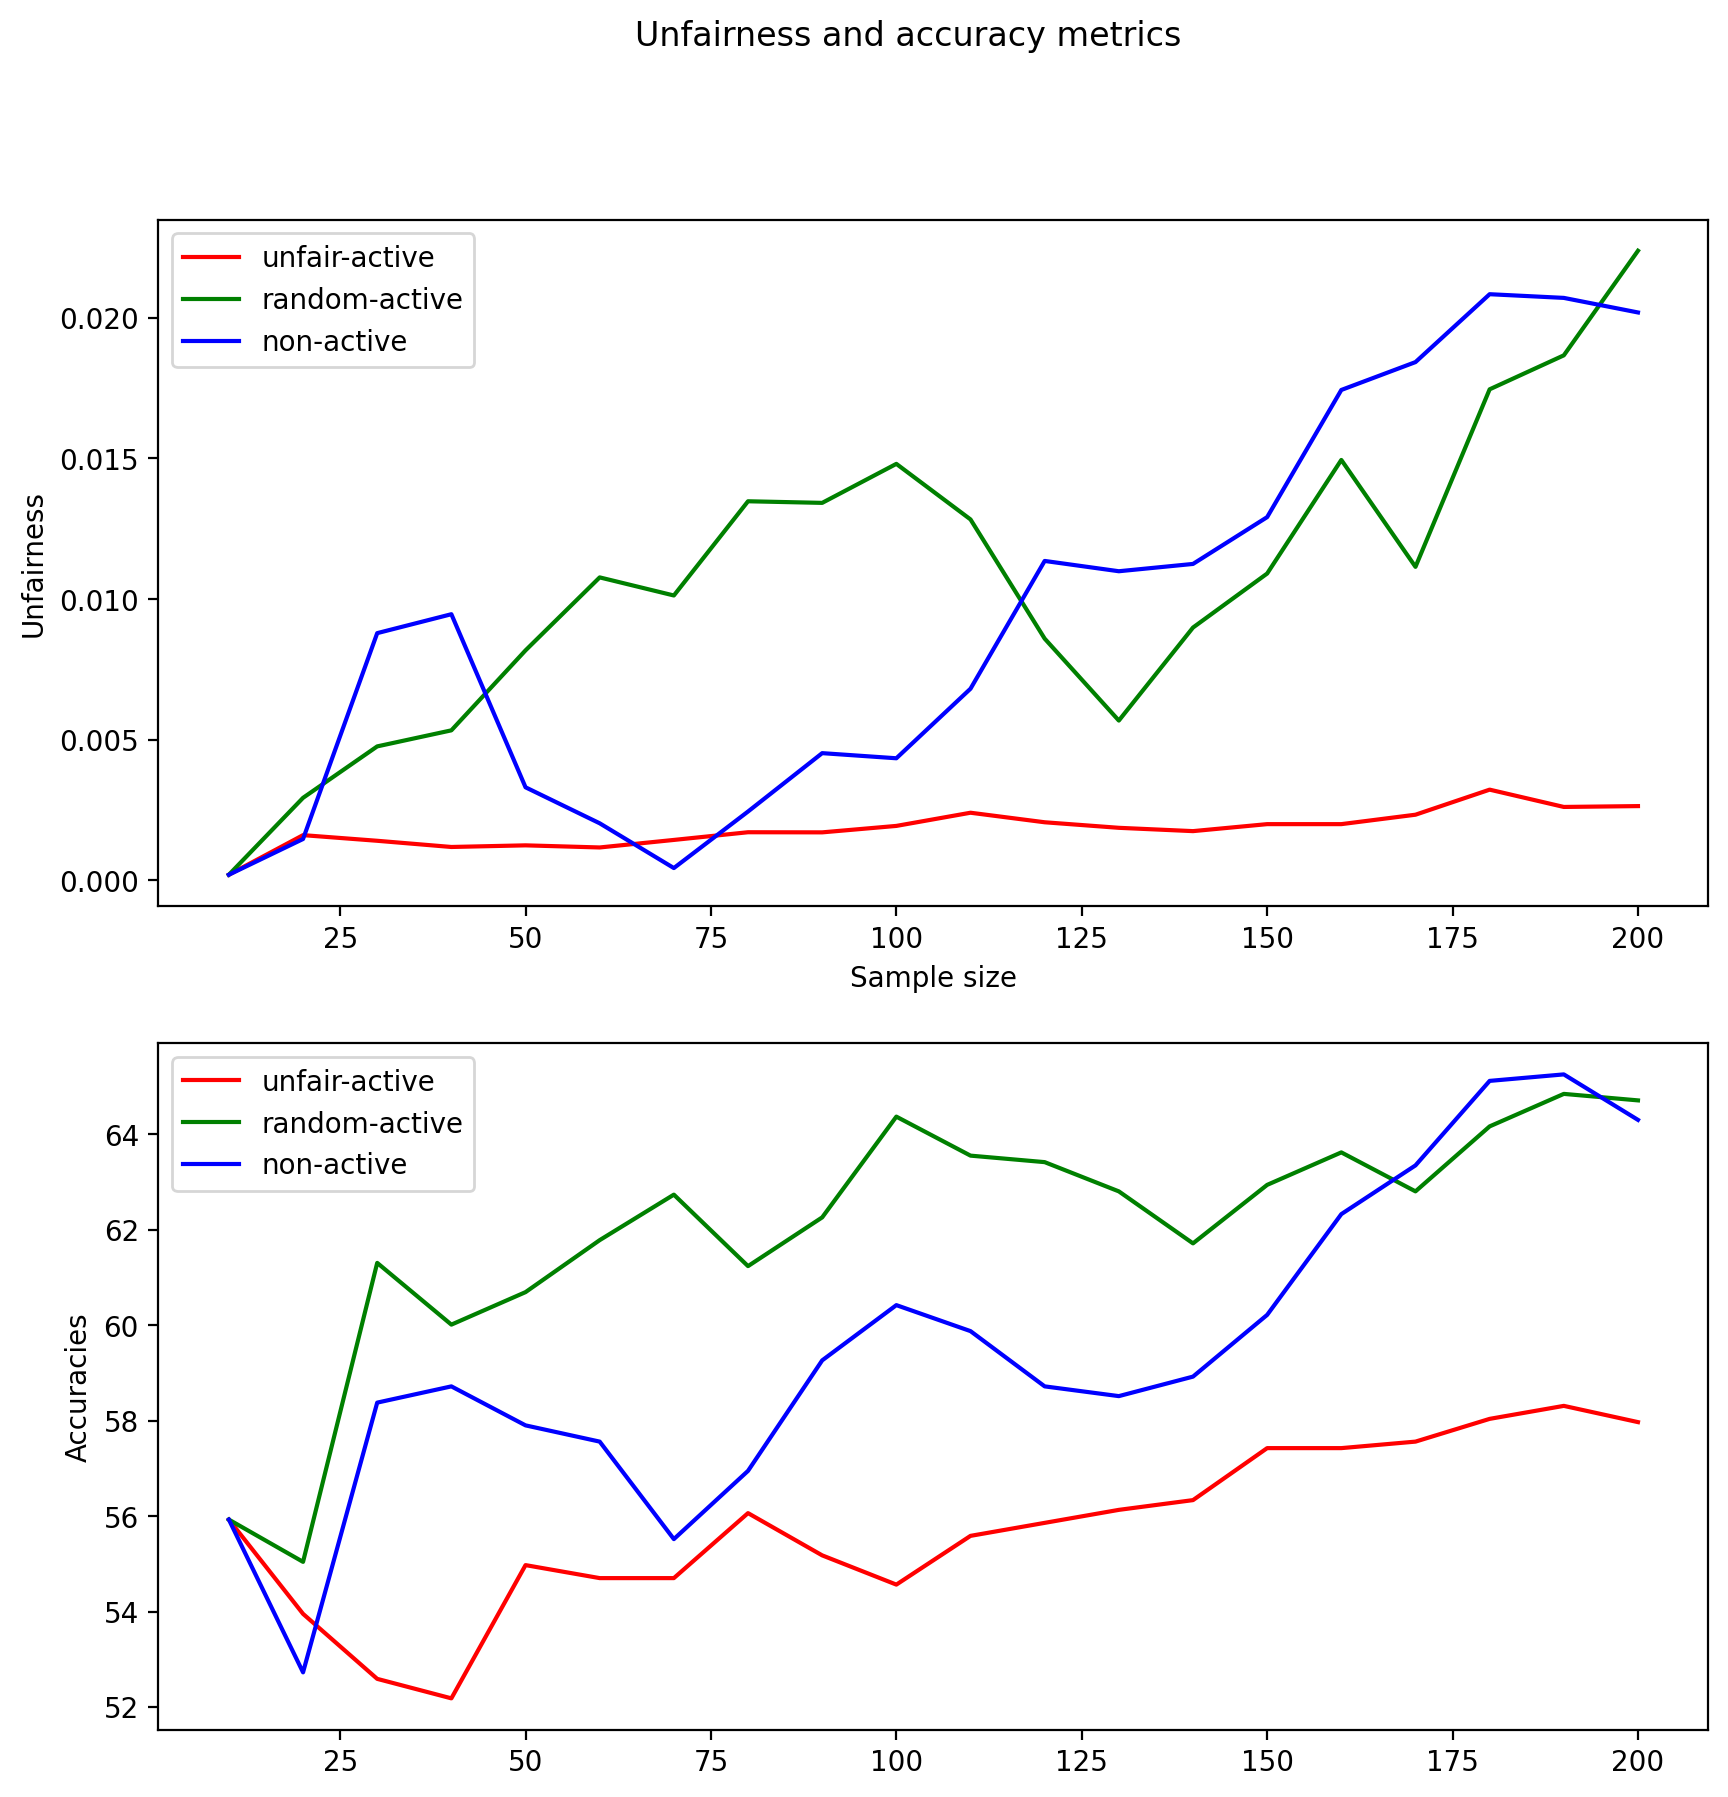 Unfairness and accuracy metrics
unfair-active
random-active
non-active
0.020
0.015
0.010
0.005
0.000
Unfairness
25 50 75 100 125 150 175 200
Sample size
unfair-active
random-active
non-active
64
62
60
58
56
54
52
Accuracies
25 50 75 100 125 150 175 200